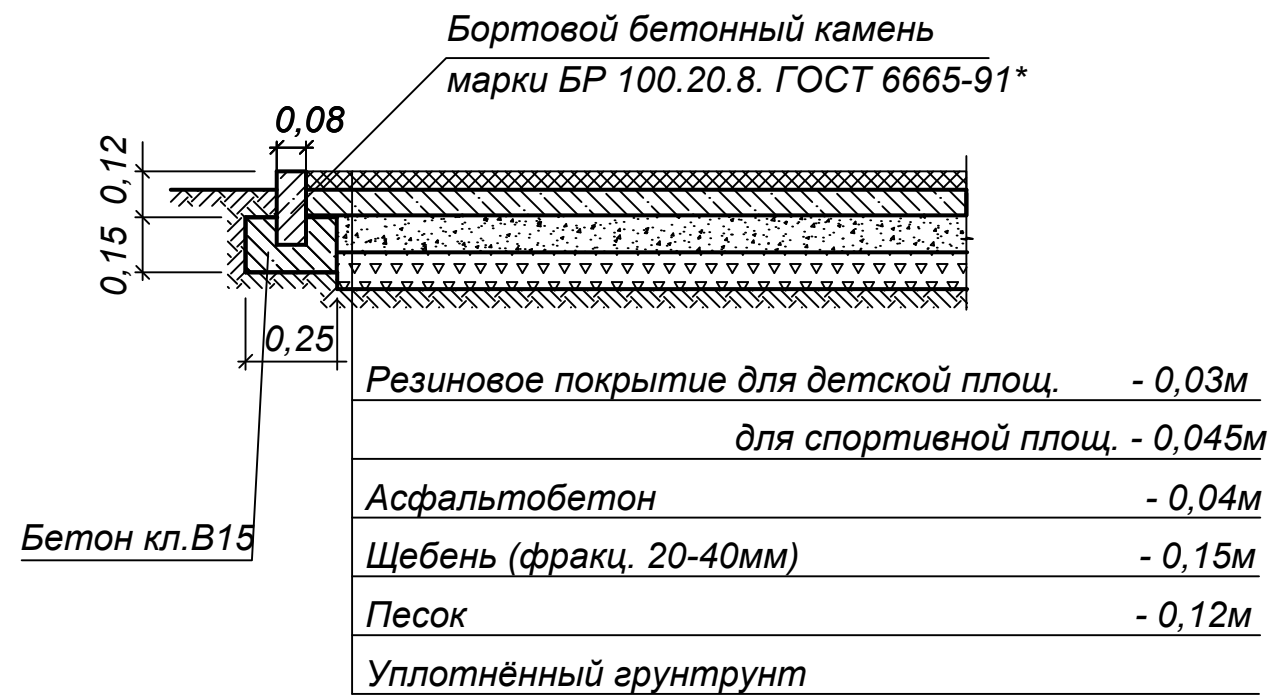 Бортовой бетонный камень
марки БР 100.20.8. ГОСТ 6665-91*
0,08
0,12
0,15
0,25
Резиновое покрытие для детской площ. - 0,03м
для спортивной площ. - 0,045м
Асфальтобетон - 0,04м
Бетон кл.В15
Щебень (фракц. 20-40мм) - 0,15м
Песок - 0,12м
Уплотнённый грунтрунт